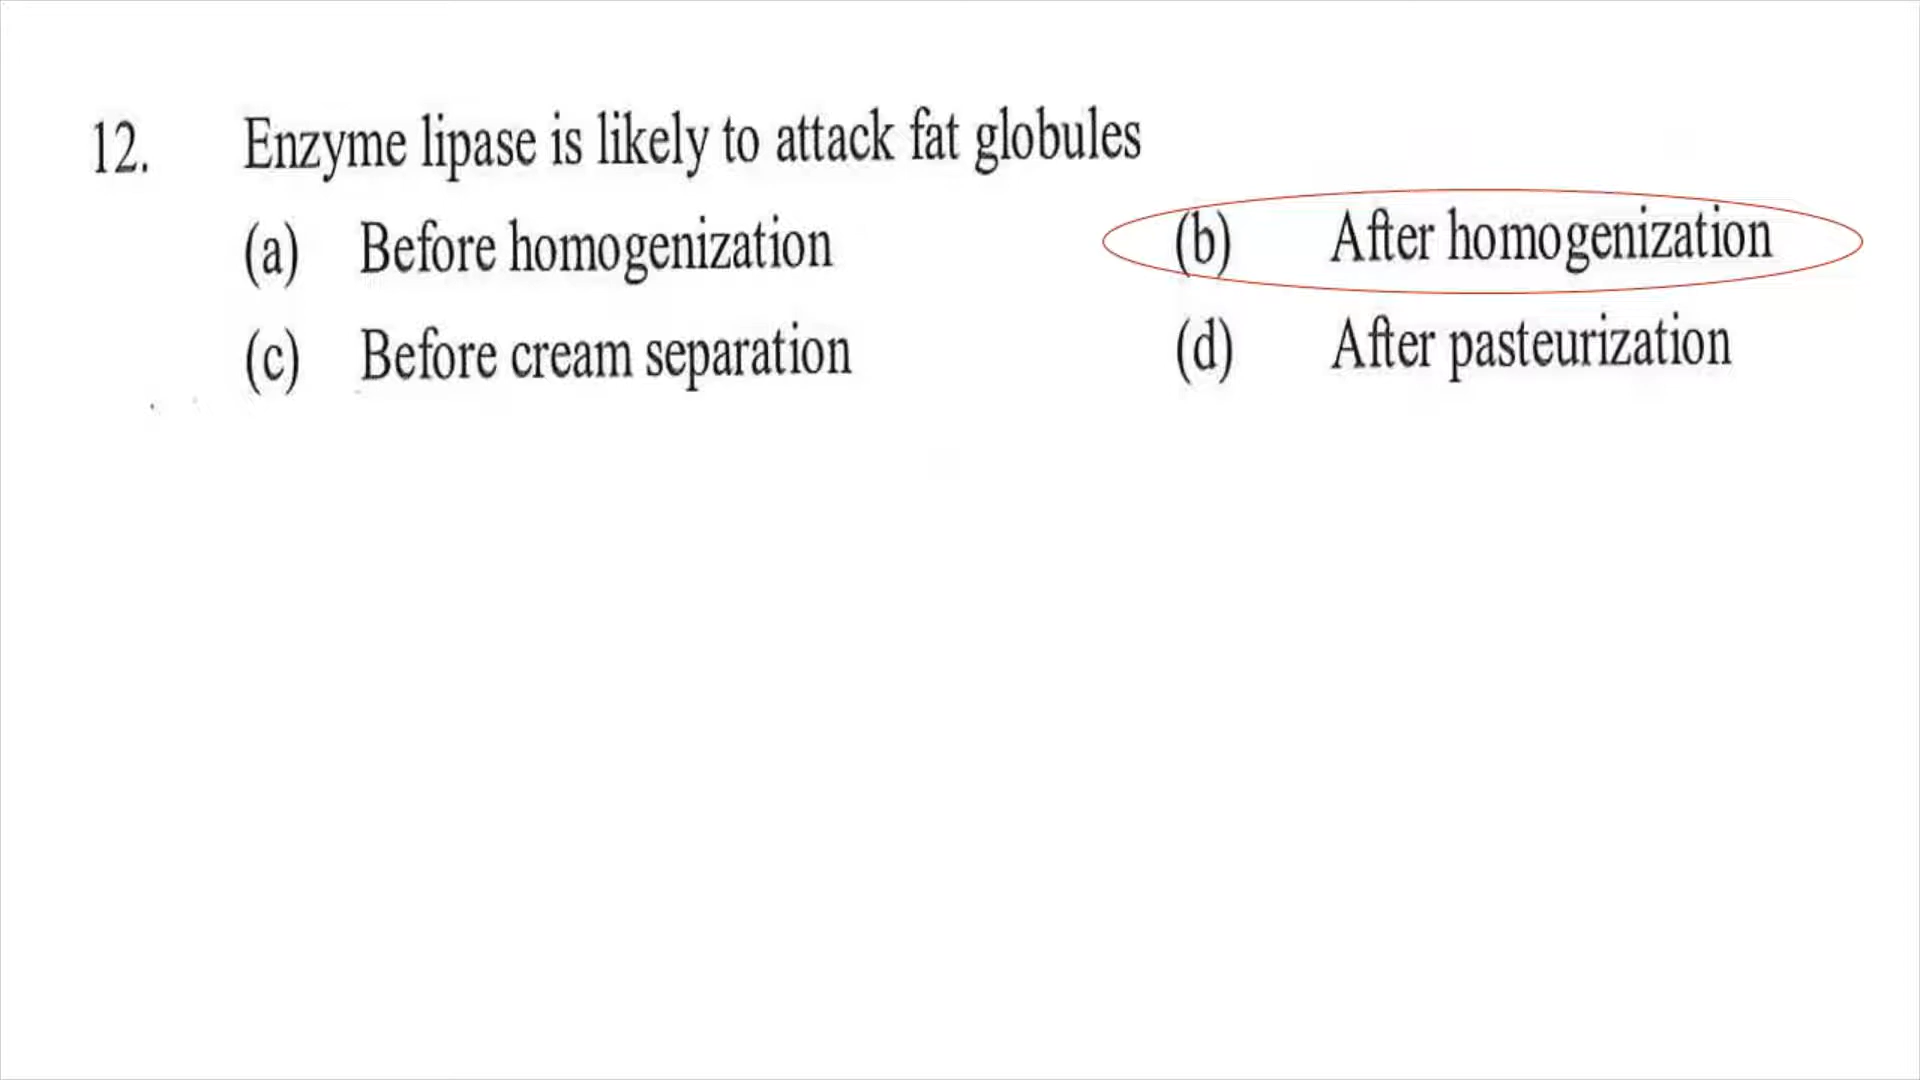 12. Enzyme lipase is likely to attack fat globules
(a) Before homogenization (b) After homogenization
(c) Before cream separation (d) After pasteurization